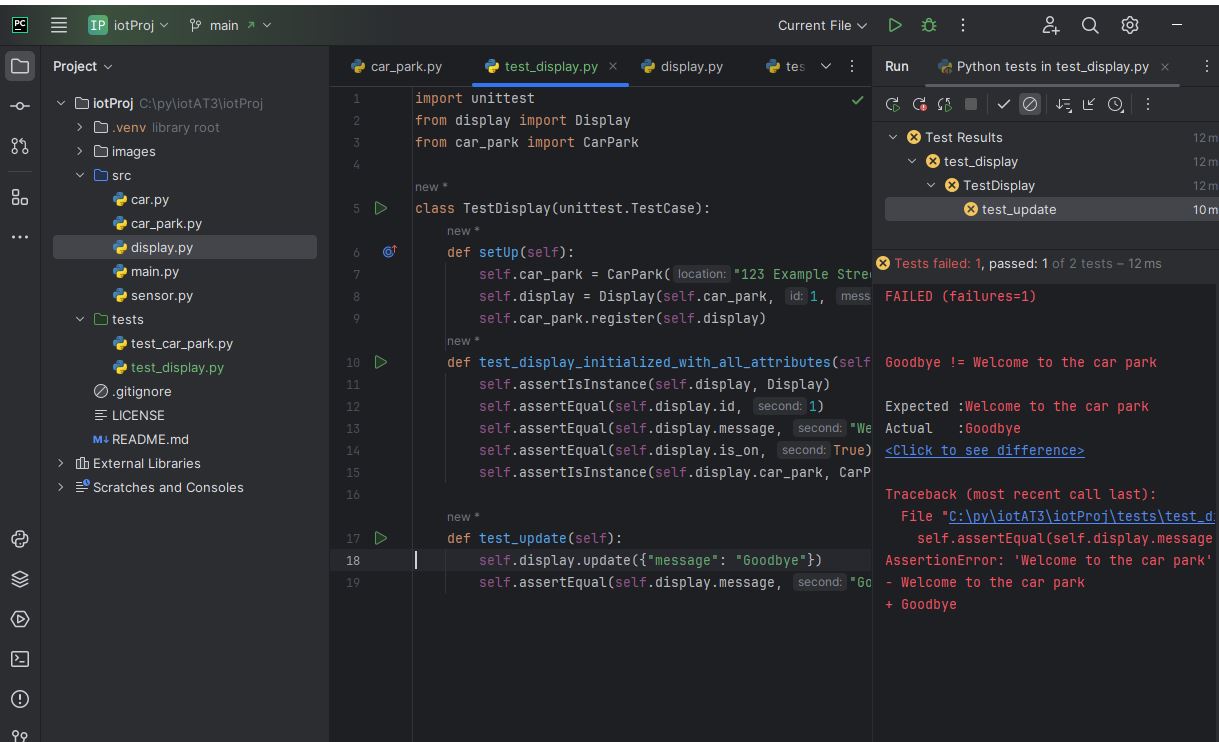 PC
IP iotProj main Current File
Project
iotProj C:\py\iotAT3\iotProj
.venv library root
images
src
car.py
car_park.py
display.py
main.py
sensor.py
tests
test_car_park.py
test_display.py
.gitignore
LICENSE
M↓ README.md
External Libraries
Scratches and Consoles
car_park.py test_display.py display.py tes
1 import unittest
2 from display import Display
3 from car_park import CarPark
4
new *
5 class TestDisplay(unittest.TestCase):
new *
6 def setUp(self):
7 self.car_park = CarPark( location: "123 Example Stre
8 self.display = Display(self.car_park, id: 1, mess
9 self.car_park.register(self.display)
new *
10 def test_display_initialized_with_all_attributes(self
11 self.assertIsInstance(self.display, Display)
12 self.assertEqual(self.display.id, second: 1)
13 self.assertEqual(self.display.message, second: "We
14 self.assertEqual(self.display.is_on, second: True)
15 self.assertIsInstance(self.display.car_park, CarP
16
new *
17 def test_update(self):
18 self.display.update({"message": "Goodbye"})
19 self.assertEqual(self.display.message, second: "Go
Run Python tests in test_display.py
Test Results 12 m
test_display 12 m
TestDisplay 12 m
test_update 10 m
Tests failed: 1, passed: 1 of 2 tests – 12 ms
FAILED (failures=1)
Goodbye != Welcome to the car park
Expected :Welcome to the car park
Actual :Goodbye
<Click to see difference>
Traceback (most recent call last):
File "C:\py\iotAT3\iotProj\tests\test_d
self.assertEqual(self.display.message
AssertionError: 'Welcome to the car park'
- Welcome to the car park
+ Goodbye